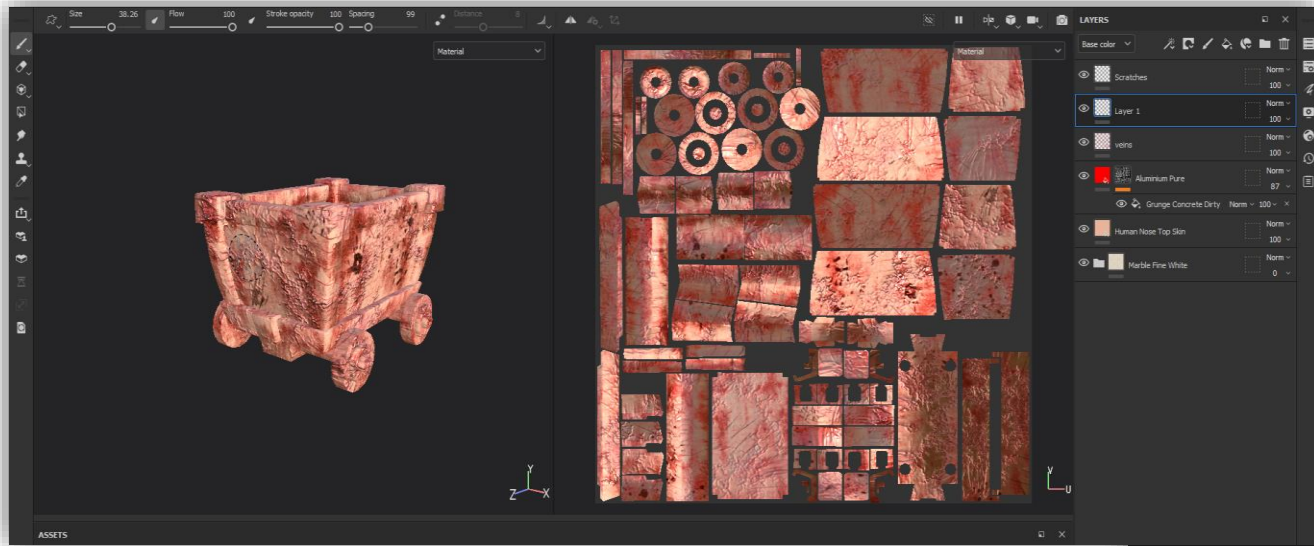 Size 38.26 Flow 100 Stroke opacity 100 Spacing 99 Distance 8
LAYERS
Material
Material
Base color
Scratches Norm 100
Layer 1 Norm 100
veins Norm 100
Aluminium Pure Norm 87
Grunge Concrete Dirty Norm 100
Human Nose Top Skin Norm 100
Marble Fine White Norm 0
Y
Z X
V
U
ASSETS